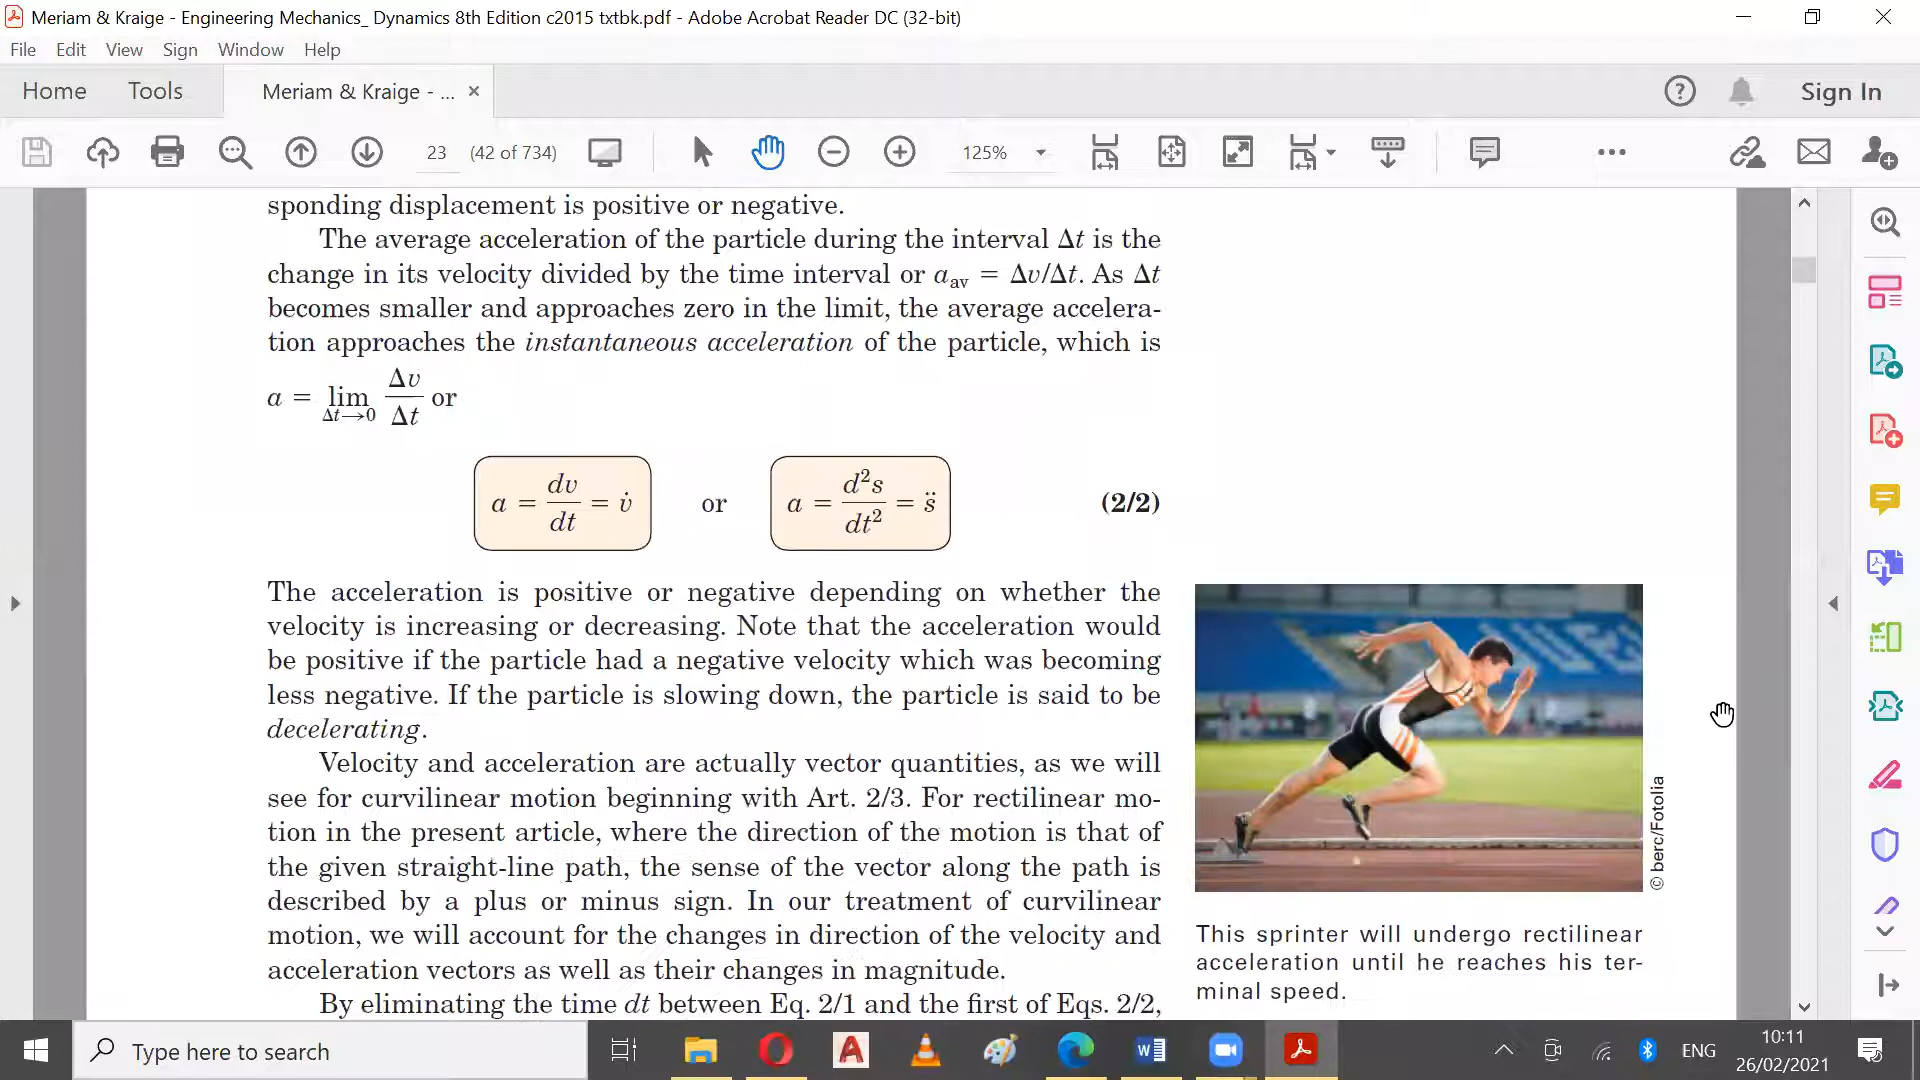 Meriam & Kraige - Engineering Mechanics_ Dynamics 8th Edition c2015 txtbk.pdf - Adobe Acrobat Reader DC (32-bit)
File Edit View Sign Window Help
Home Tools Meriam & Kraige - ... × Sign In
23 (42 of 734) 125%
sponding displacement is positive or negative.
The average acceleration of the particle during the interval Δt is the
change in its velocity divided by the time interval or a_av = Δv/Δt. As Δt
becomes smaller and approaches zero in the limit, the average accelera-
tion approaches the instantaneous acceleration of the particle, which is
a = lim Δt→0 Δv/Δt or
a = dv/dt = v̇ or a = d²s/dt² = s̈ (2/2)
The acceleration is positive or negative depending on whether the
velocity is increasing or decreasing. Note that the acceleration would
be positive if the particle had a negative velocity which was becoming
less negative. If the particle is slowing down, the particle is said to be
decelerating.
Velocity and acceleration are actually vector quantities, as we will
see for curvilinear motion beginning with Art. 2/3. For rectilinear mo-
tion in the present article, where the direction of the motion is that of
the given straight-line path, the sense of the vector along the path is
described by a plus or minus sign. In our treatment of curvilinear
motion, we will account for the changes in direction of the velocity and
acceleration vectors as well as their changes in magnitude.
By eliminating the time dt between Eq. 2/1 and the first of Eqs. 2/2,
© berc/Fotolia
This sprinter will undergo rectilinear
acceleration until he reaches his ter-
minal speed.
Type here to search
ENG
10:11
26/02/2021